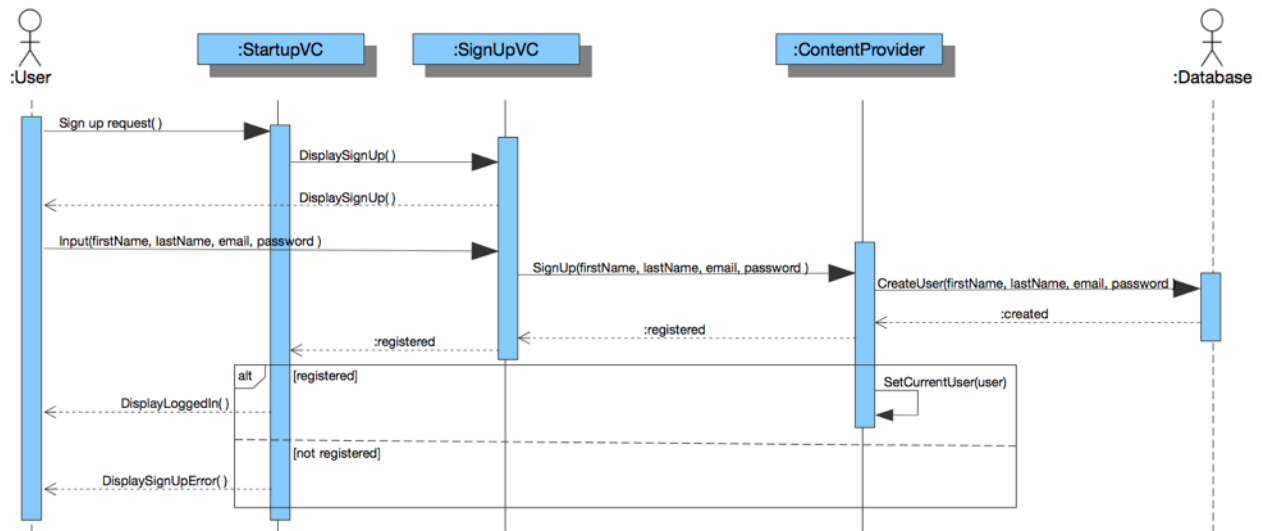 :User
:StartupVC
:SignUpVC
:ContentProvider
:Database
Sign up request( )
DisplaySignUp( )
DisplaySignUp( )
Input(firstName, lastName, email, password )
SignUp(firstName, lastName, email, password )
CreateUser(firstName, lastName, email, password )
:created
:registered
:registered
alt
[registered]
SetCurrentUser(user)
DisplayLoggedIn( )
[not registered]
DisplaySignUpError( )